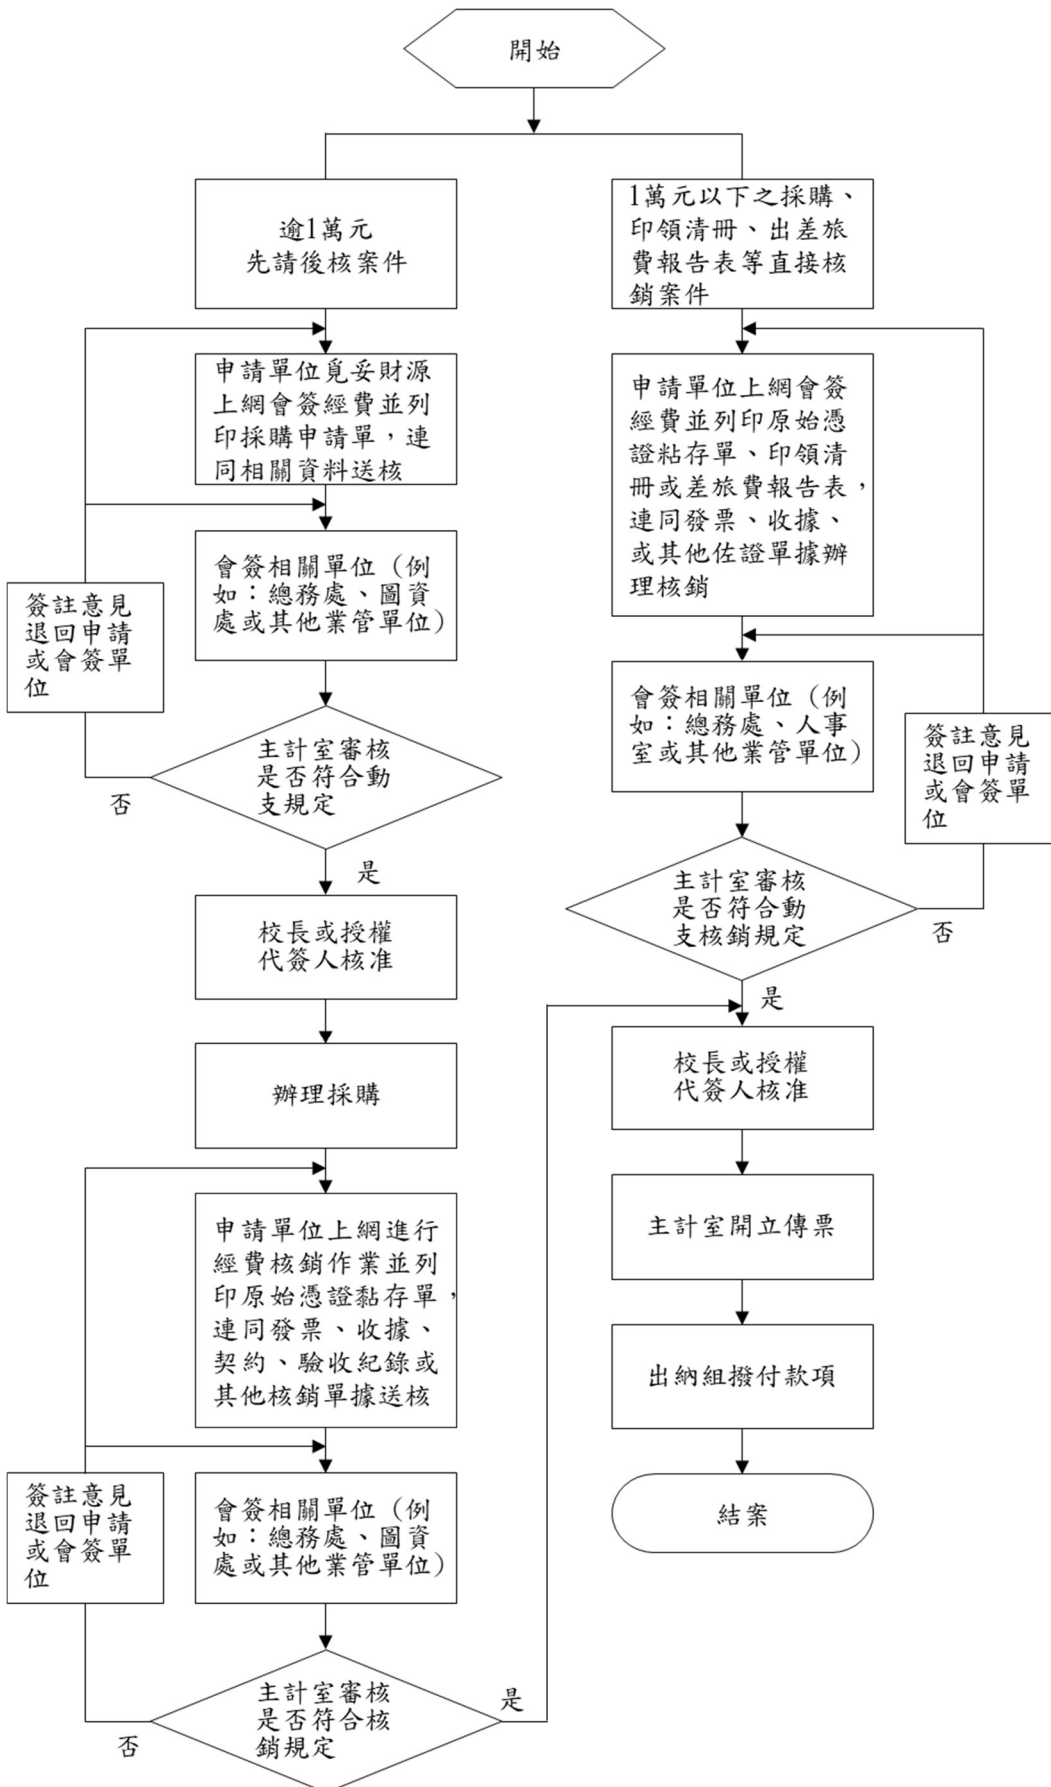 開始
逾1萬元
先請後核案件
申請單位覓妥財源
上網會簽經費並列
印採購申請單，連
同相關資料送核
會簽相關單位（例
如：總務處、圖資
處或其他業管單位）
簽註意見
退回申請
或會簽單
位
主計室審核
是否符合動
支規定
否
是
校長或授權
代簽人核准
辦理採購
申請單位上網進行
經費核銷作業並列
印原始憑證黏存單，
連同發票、收據、
契約、驗收紀錄或
其他核銷單據送核
會簽相關單位（例
如：總務處、圖資
處或其他業管單位）
簽註意見
退回申請
或會簽單
位
主計室審核
是否符合核
銷規定
否
是
1萬元以下之採購、
印領清冊、出差旅
費報告表等直接核
銷案件
申請單位上網會簽
經費並列印原始憑
證粘存單、印領清
冊或差旅費報告表，
連同發票、收據、
或其他佐證單據辦
理核銷
會簽相關單位（例
如：總務處、人事
室或其他業管單位）
簽註意見
退回申請
或會簽單
位
主計室審核
是否符合動
支核銷規定
否
是
校長或授權
代簽人核准
主計室開立傳票
出納組撥付款項
結案